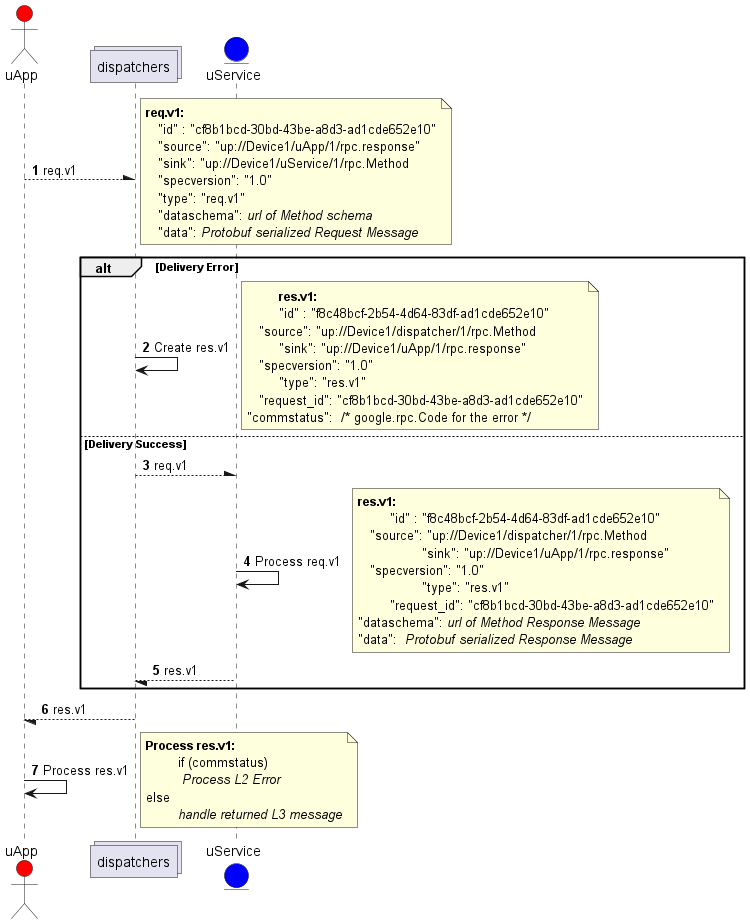 uApp
dispatchers
uService
req.v1:
"id" : "cf8b1bcd-30bd-43be-a8d3-ad1cde652e10"
"source": "up://Device1/uApp/1/rpc.response"
"sink": "up://Device1/uService/1/rpc.Method
"specversion": "1.0"
"type": "req.v1"
"dataschema": url of Method schema
"data": Protobuf serialized Request Message
1 req.v1
alt [Delivery Error]
res.v1:
"id" : "f8c48bcf-2b54-4d64-83df-ad1cde652e10"
"source": "up://Device1/dispatcher/1/rpc.Method
"sink": "up://Device1/uApp/1/rpc.response"
"specversion": "1.0"
"type": "res.v1"
"request_id": "cf8b1bcd-30bd-43be-a8d3-ad1cde652e10"
"commstatus": /* google.rpc.Code for the error */
2 Create res.v1
[Delivery Success]
3 req.v1
res.v1:
"id" : "f8c48bcf-2b54-4d64-83df-ad1cde652e10"
"source": "up://Device1/dispatcher/1/rpc.Method
"sink": "up://Device1/uApp/1/rpc.response"
"specversion": "1.0"
"type": "res.v1"
"request_id": "cf8b1bcd-30bd-43be-a8d3-ad1cde652e10"
"dataschema": url of Method Response Message
"data": Protobuf serialized Response Message
4 Process req.v1
5 res.v1
6 res.v1
Process res.v1:
if (commstatus)
Process L2 Error
else
handle returned L3 message
7 Process res.v1
uApp
dispatchers
uService